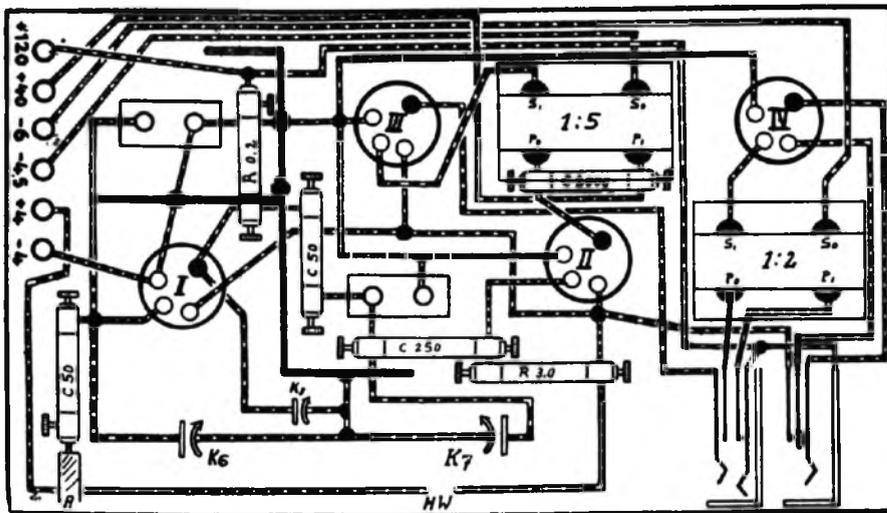 +120
+40
-6
-4.5
+4
-4
R 0.2
III
S₁
S₀
1:5
P₀
P₁
IV
C 50
I
II
S₁
S₀
1:2
P₀
P₁
C 250
R 3.0
C 50
K₁
K6
K7
R
HW